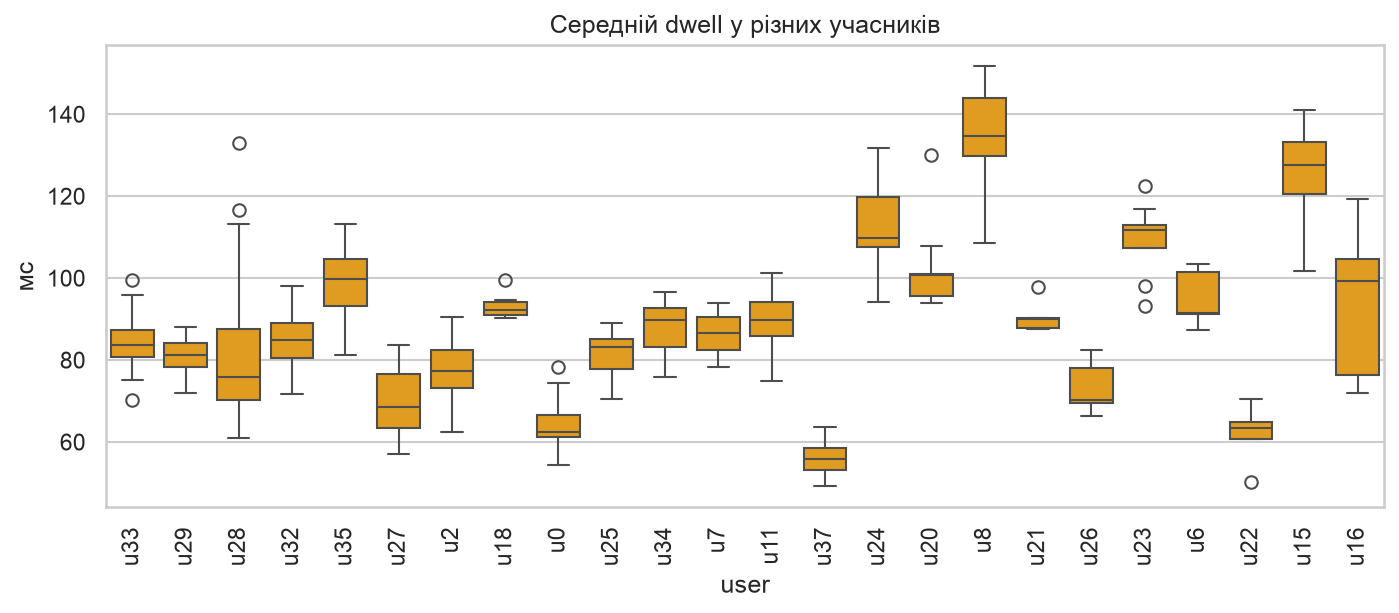 Середній dwell у різних учасників
мс
140
120
100
80
60
u33 u29 u28 u32 u35 u27 u2 u18 u0 u25 u34 u7 u11 u37 u24 u20 u8 u21 u26 u23 u6 u22 u15 u16
user